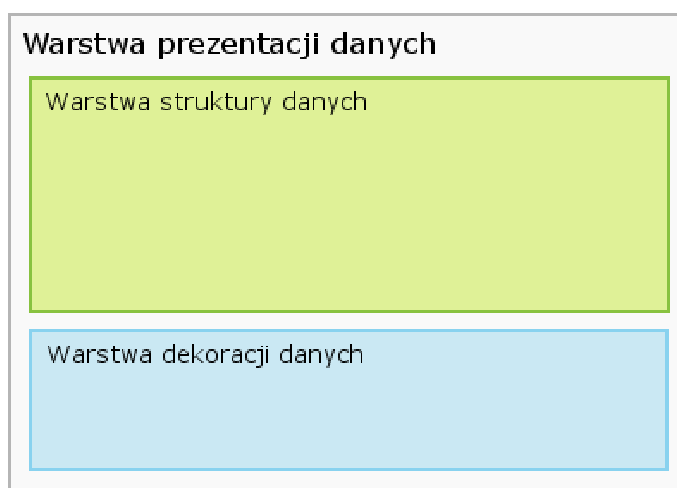 Warstwa prezentacji danych
Warstwa struktury danych
Warstwa dekoracji danych